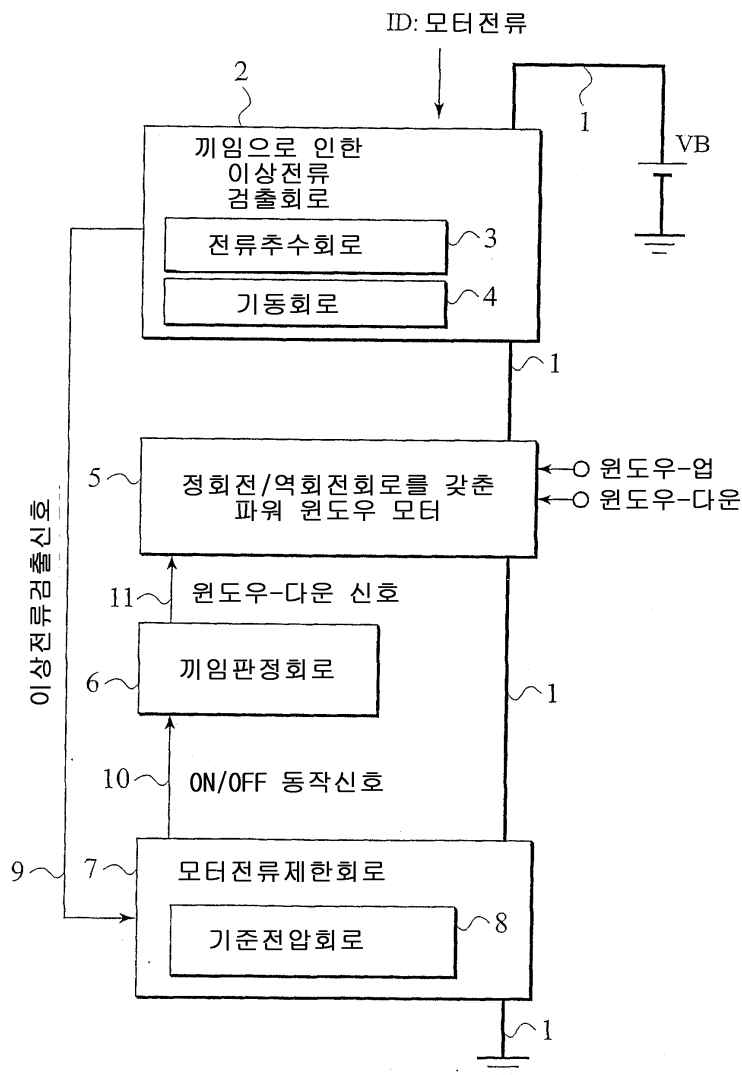 ID: 모터전류
1
VB
2
끼임으로 인한
이상전류
검출회로
전류추수회로
3
기동회로
4
1
5
정회전/역회전회로를 갖춘
파워 윈도우 모터
윈도우-업
윈도우-다운
이상전류검출신호
11
윈도우-다운 신호
6
끼임판정회로
1
10
ON/OFF 동작신호
9
7
모터전류제한회로
기준전압회로
8
1